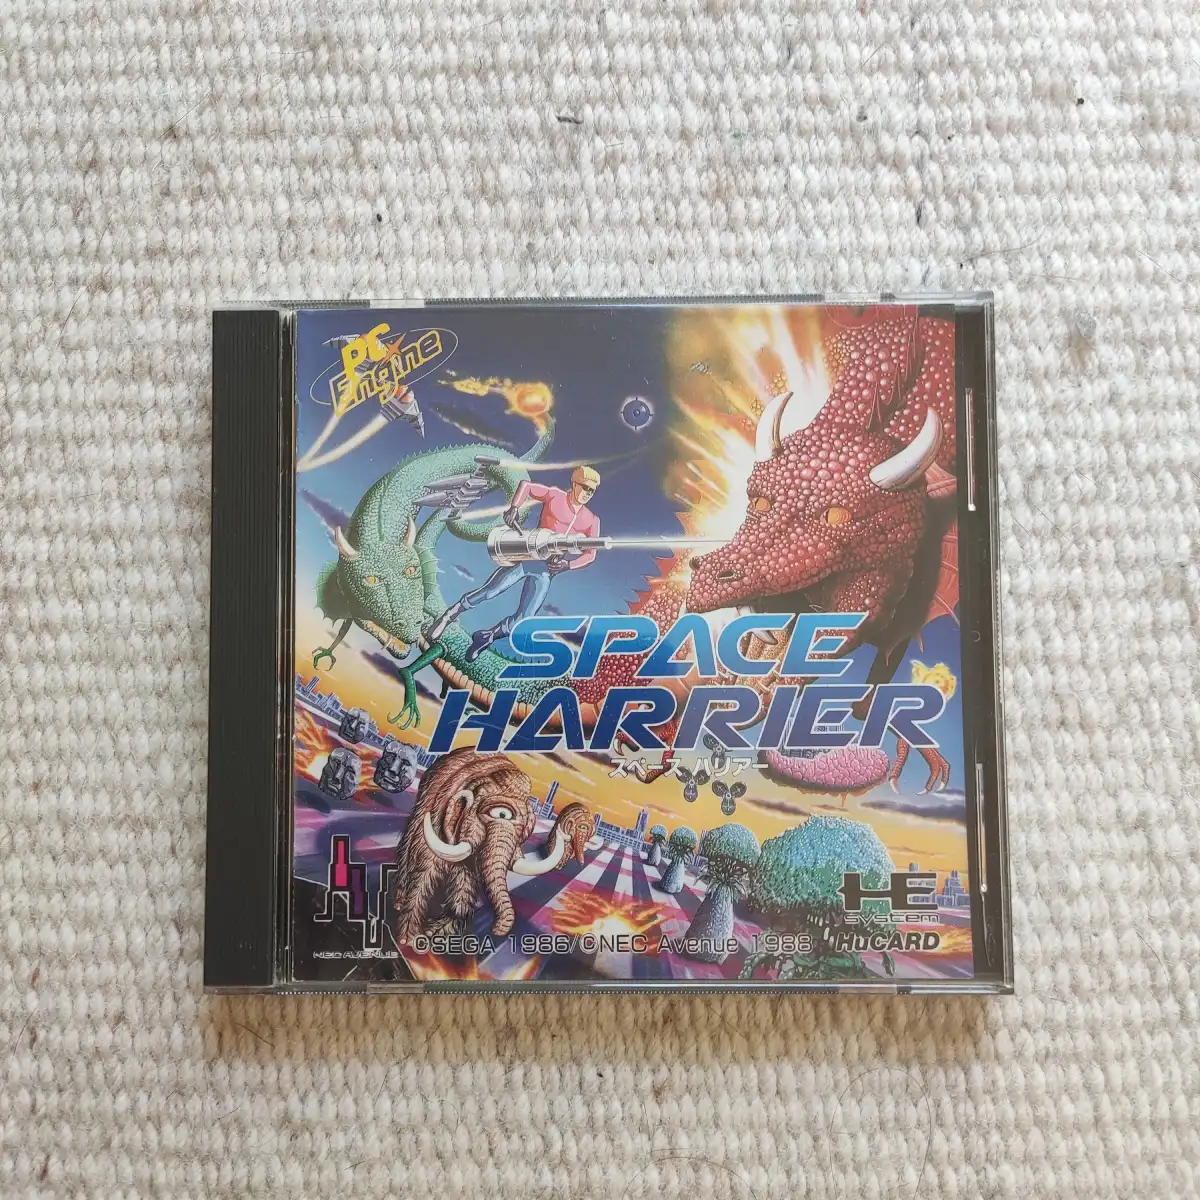 PC
Engine
SPACE
HARRIER
スペース ハリアー
NEC AVENUE
©SEGA 1986/©NEC Avenue 1988
HE
SYSTEM
HuCARD